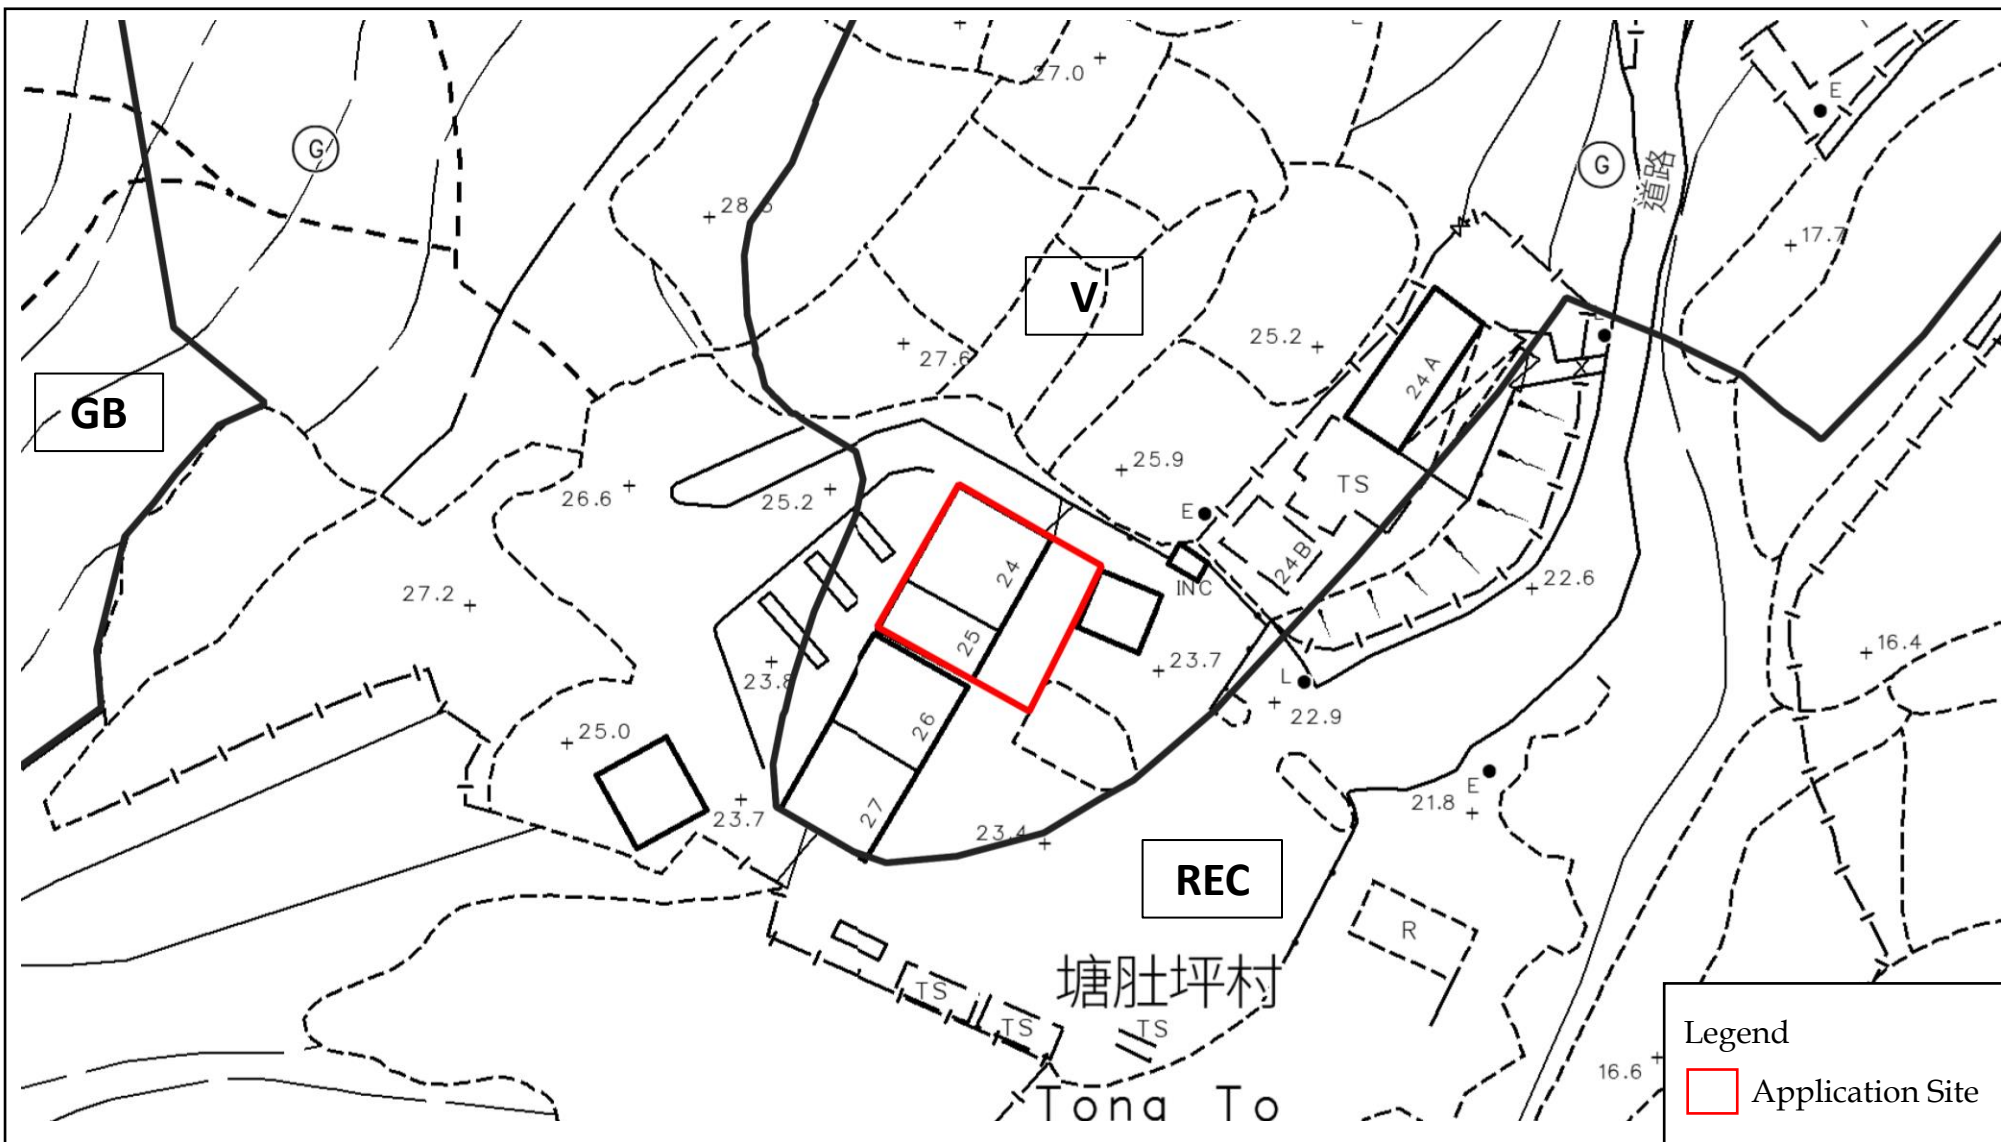 27.0
E
G
G
道路
28.6
17.7
V
25.2
27.6
24A
GB
25.9
TS
26.6
25.2
E
24
24B
22.6
27.2
INC
25
23.7
16.4
23.8
L
22.9
26
25.0
E
21.8
23.7
27
23.4
REC
R
塘肚坪村
TS
TS
TS
Legend
16.6
Application Site
Tong To